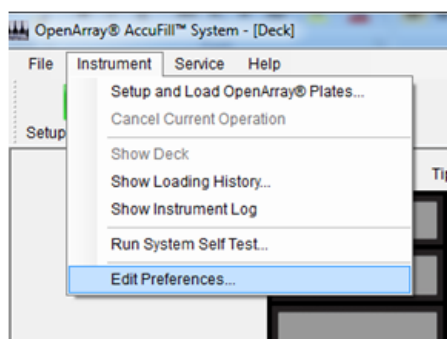 OpenArray® AccuFill™ System - [Deck]
File Instrument Service Help
Setup and Load OpenArray® Plates...
Cancel Current Operation
Setup
Show Deck
Show Loading History...
Show Instrument Log
Run System Self Test...
Edit Preferences...